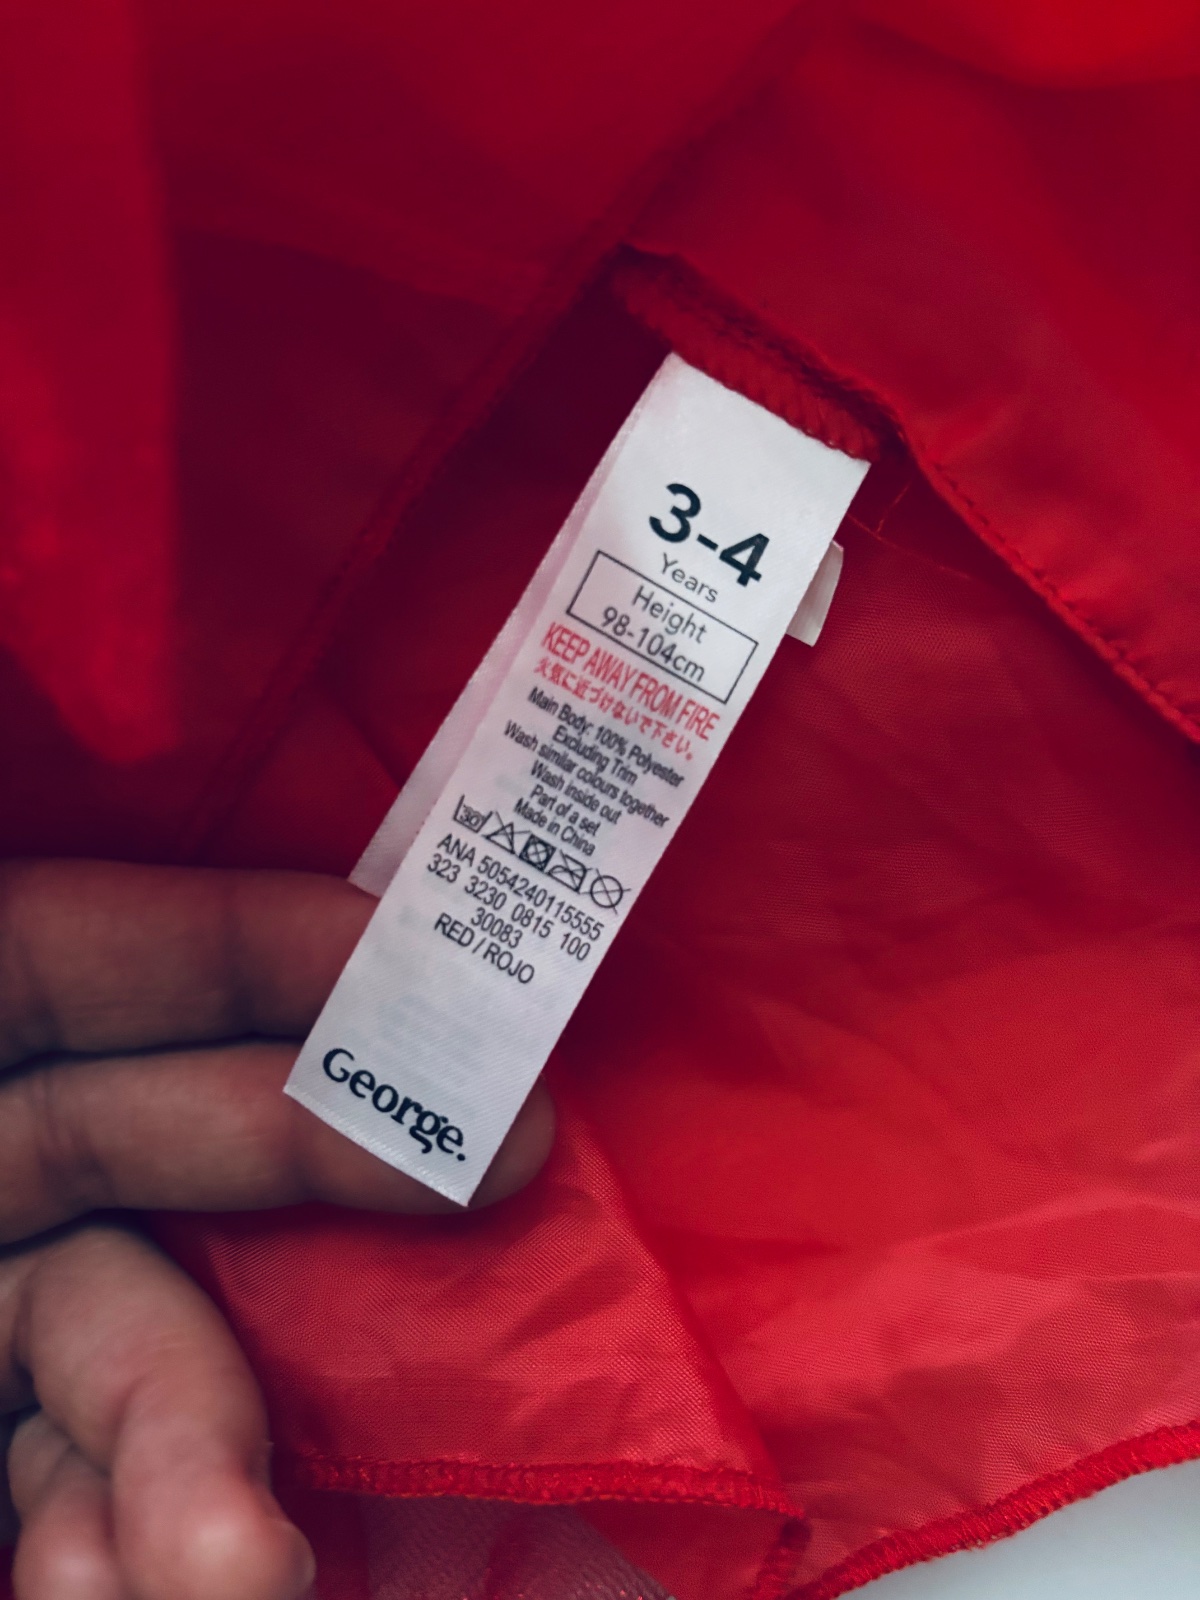 3-4
Years
Height
98-104cm
KEEP AWAY FROM FIRE
火気に近づけないで下さい。
Main Body: 100% Polyester
Excluding Trim
Wash similar colours together
Wash inside out
Part of a set
Made in China
30
ANA 5054240115555
323 3230 0815 100
30083
RED / ROJO
George.